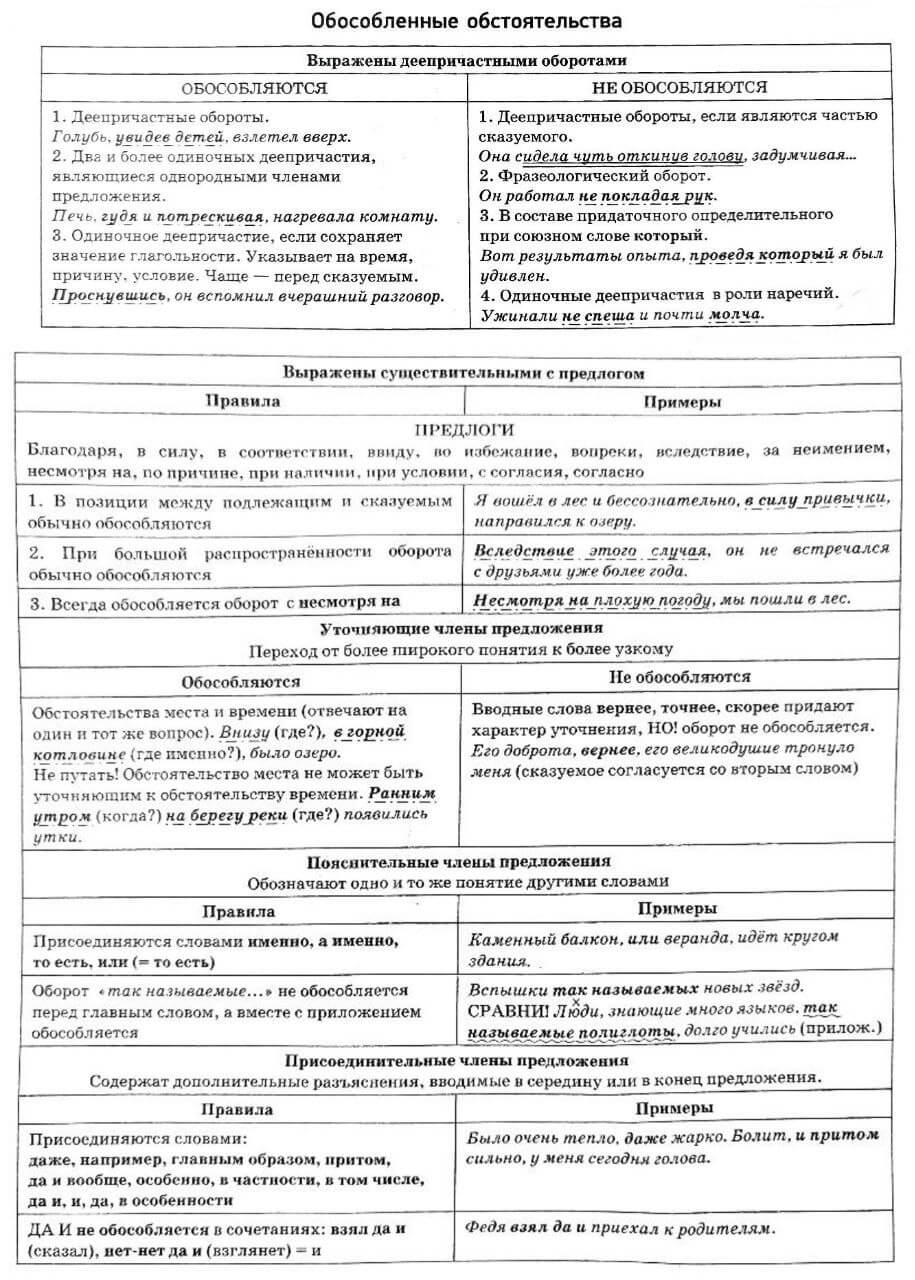 Обособленные обстоятельства
Выражены деепричастными оборотами
ОБОСОБЛЯЮТСЯ
НЕ ОБОСОБЛЯЮТСЯ
1. Деепричастные обороты.
Голубь, увидев детей, взлетел вверх.
2. Два и более одиночных деепричастия,
являющиеся однородными членами
предложения.
Печь, гудя и потрескивая, нагревала комнату.
3. Одиночное деепричастие, если сохраняет
значение глагольности. Указывает на время,
причину, условие. Чаще — перед сказуемым.
Проснувшись, он вспомнил вчерашний разговор.
1. Деепричастные обороты, если являются частью
сказуемого.
Она сидела чуть откинув голову, задумчивая...
2. Фразеологический оборот.
Он работал не покладая рук.
3. В составе придаточного определительного
при союзном слове который.
Вот результаты опыта, проведя который я был
удивлен.
4. Одиночные деепричастия в роли наречий.
Ужинали не спеша и почти молча.
Выражены существительными с предлогом
Правила
Примеры
ПРЕДЛОГИ
Благодаря, в силу, в соответствии, ввиду, во избежание, вопреки, вследствие, за неимением,
несмотря на, по причине, при наличии, при условии, с согласия, согласно
1. В позиции между подлежащим и сказуемым
обычно обособляются
Я вошёл в лес и бессознательно, в силу привычки,
направился к озеру.
2. При большой распространённости оборота
обычно обособляются
Вследствие этого случая, он не встречался
с друзьями уже более года.
3. Всегда обособляется оборот с несмотря на
Несмотря на плохую погоду, мы пошли в лес.
Уточняющие члены предложения
Переход от более широкого понятия к более узкому
Обособляются
Не обособляются
Обстоятельства места и времени (отвечают на
один и тот же вопрос). Внизу (где?), в горной
котловине (где именно?), было озеро.
Не путать! Обстоятельство места не может быть
уточняющим к обстоятельству времени. Ранним
утром (когда?) на берегу реки (где?) появились
утки.
Вводные слова вернее, точнее, скорее придают
характер уточнения, НО! оборот не обособляется.
Его доброта, вернее, его великодушие тронуло
меня (сказуемое согласуется со вторым словом)
Пояснительные члены предложения
Обозначают одно и то же понятие другими словами
Правила
Примеры
Присоединяются словами именно, а именно,
то есть, или (= то есть)
Каменный балкон, или веранда, идёт кругом
здания.
Оборот «так называемые...» не обособляется
перед главным словом, а вместе с приложением
обособляется
Вспышки так называемых новых звёзд.
СРАВНИ! Люди, знающие много языков, так
называемые полиглоты, долго учились (прилож.)
Присоединительные члены предложения
Содержат дополнительные разъяснения, вводимые в середину или в конец предложения.
Правила
Примеры
Присоединяются словами:
даже, например, главным образом, притом,
да и вообще, особенно, в частности, в том числе,
да и, и, да, в особенности
Было очень тепло, даже жарко. Болит, и притом
сильно, у меня сегодня голова.
ДА И не обособляется в сочетаниях: взял да и
(сказал), нет-нет да и (взглянет) = и
Федя взял да и приехал к родителям.